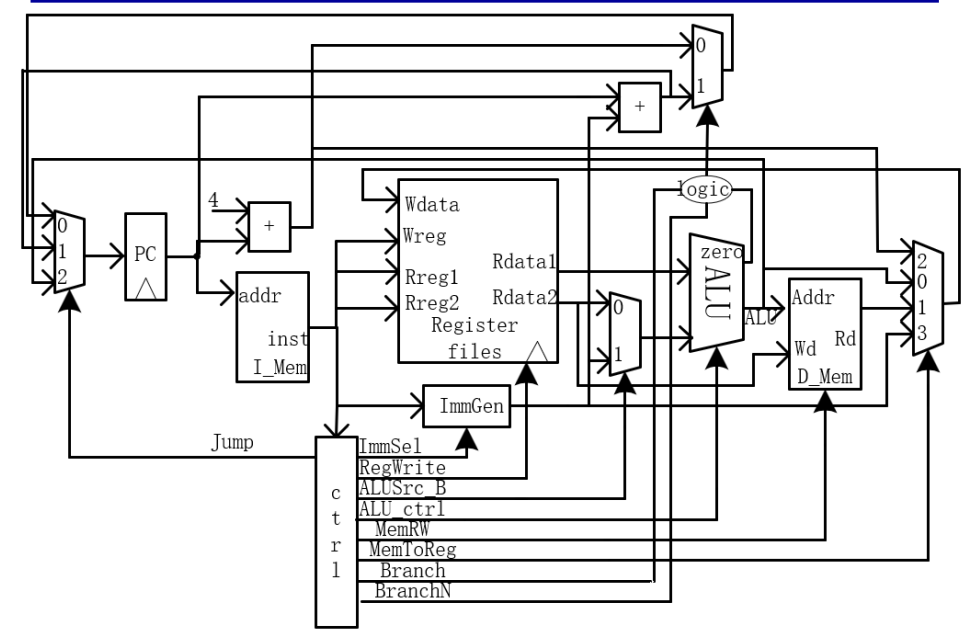 0
1
4
+
0
1
2
PC
+
Wdata
Wreg
Rreg1
Rreg2
Rdata1
Rdata2
Register
files
logic
zero
ALU
ALU
addr
inst
I_Mem
0
1
Addr
Rd
Wd
D_Mem
2
0
1
3
ImmGen
Jump
ctrl
ImmSel
RegWrite
ALUSrc_B
ALU_ctrl
MemRW
MemToReg
Branch
BranchN